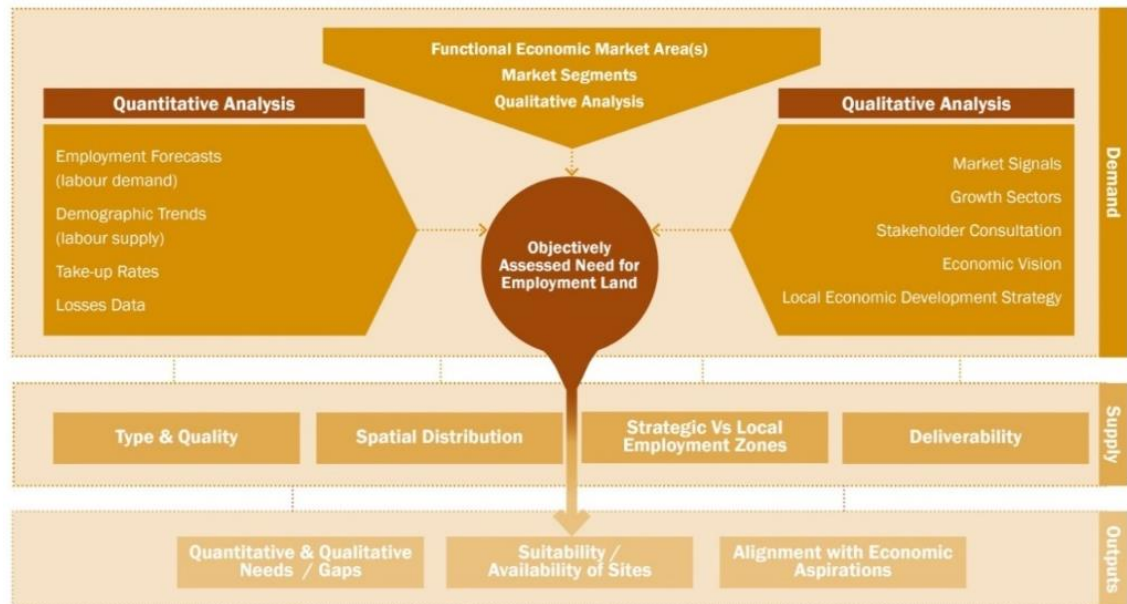 Functional Economic Market Area(s)
Market Segments
Qualitative Analysis
Quantitative Analysis
Employment Forecasts
(labour demand)
Demographic Trends
(labour supply)
Take-up Rates
Losses Data
Objectively
Assessed Need for
Employment Land
Qualitative Analysis
Market Signals
Growth Sectors
Stakeholder Consultation
Economic Vision
Local Economic Development Strategy
Demand
Type & Quality
Spatial Distribution
Strategic Vs Local
Employment Zones
Deliverability
Supply
Quantitative & Qualitative
Needs / Gaps
Suitability /
Availability of Sites
Alignment with Economic
Aspirations
Outputs